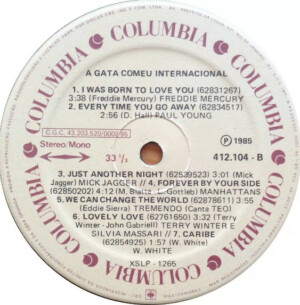 COLUMBIA COLUMBIA COLUMBIA COLUMBIA COLUMBIA COLUMBIA
A GATA COMEU INTERNACIONAL
1. I WAS BORN TO LOVE YOU (62831267)
3:38 (Freddie Mercury) FREDDIE MERCURY
2. EVERY TIME YOU GO AWAY (62834517)
2:56 (D. Hall) PAUL YOUNG
C.G.C. 43.203.520/0002-95
Stereo/Mono
33 1/3
℗ 1985
412.104 - B
3. JUST ANOTHER NIGHT (62539523) 3:01 (Mick
Jagger) MICK JAGGER / 4. FOREVER BY YOUR SIDE
(62850202) 4:12 (M. Blatte L. Gottlieb) MANHATTANS
5. WE CAN CHANGE THE WORLD (62878611) 3:55
(Eddie Sierra) TREMENDO (Canta TEO)
6. LOVELY LOVE (62761650) 3:32 (Terry
Winter - John Gabriell) TERRY WINTER E
SILVIA MASSARI // 7. CARIBE
(62854925) 1:57 (W. White)
W. WHITE
XSLP - 1265